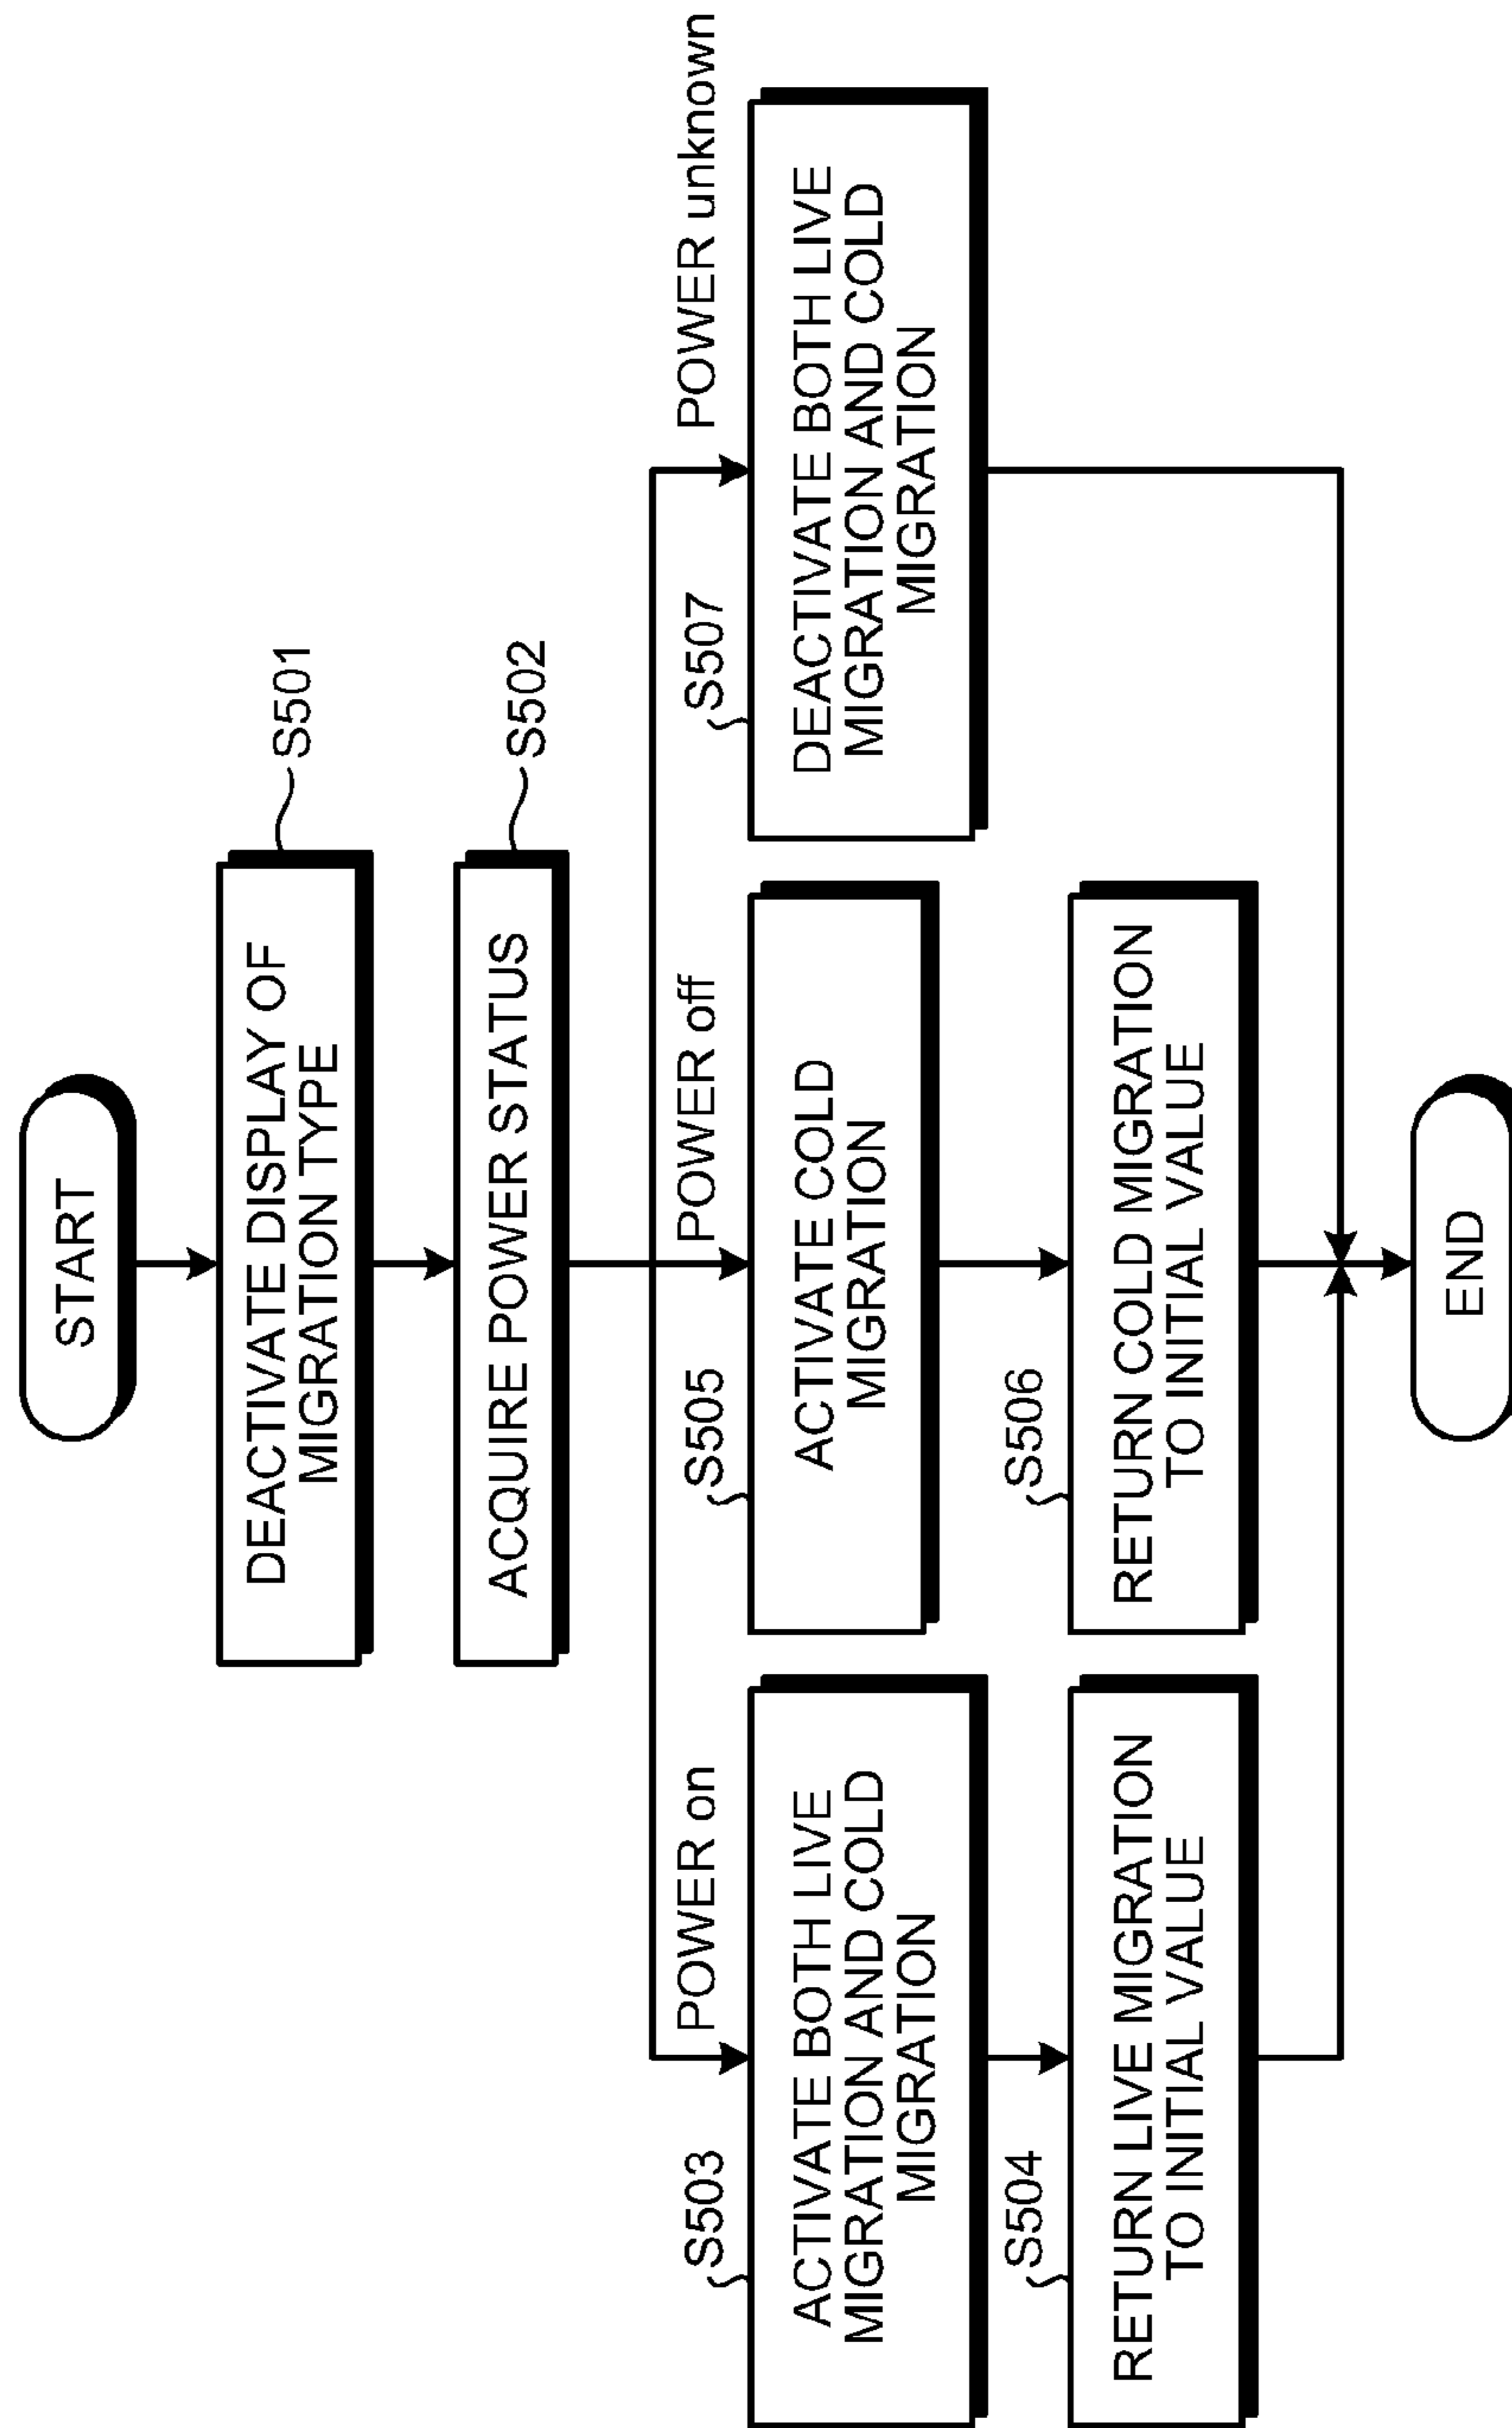 START
DEACTIVATE DISPLAY OF
MIGRATION TYPE
S501
ACQUIRE POWER STATUS
S502
POWER on
S503
ACTIVATE BOTH LIVE
MIGRATION AND COLD
MIGRATION
S504
RETURN LIVE MIGRATION
TO INITIAL VALUE
POWER off
S505
ACTIVATE COLD
MIGRATION
S506
RETURN COLD MIGRATION
TO INITIAL VALUE
POWER unknown
S507
DEACTIVATE BOTH LIVE
MIGRATION AND COLD
MIGRATION
END